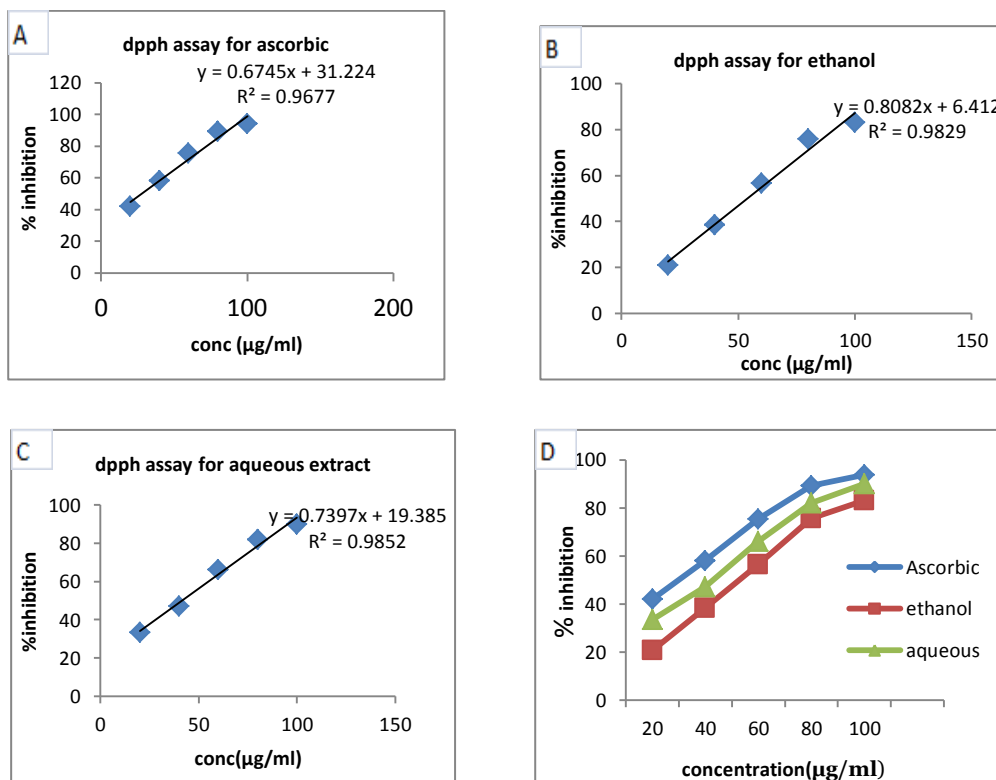 A
dpph assay for ascorbic
y = 0.6745x + 31.224
R² = 0.9677
% inhibition
120
100
80
60
40
20
0
0 100 200
conc (µg/ml)
B
dpph assay for ethanol
y = 0.8082x + 6.412
R² = 0.9829
%inhibition
100
80
60
40
20
0
0 50 100 150
conc (µg/ml)
C
dpph assay for aqueous extract
y = 0.7397x + 19.385
R² = 0.9852
%inhibition
100
80
60
40
20
0
0 50 100 150
conc(µg/ml)
D
% inhibition
100
80
60
40
20
0
20 40 60 80 100
concentration(µg/ml)
Ascorbic
ethanol
aqueous